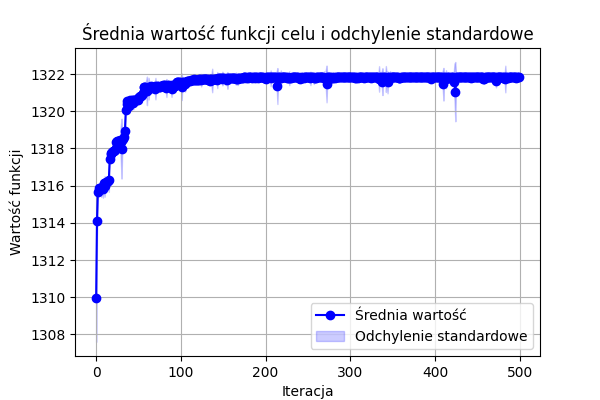 Średnia wartość funkcji celu i odchylenie standardowe
Wartość funkcji
1322
1320
1318
1316
1314
1312
1310
1308
0 100 200 300 400 500
Iteracja
Średnia wartość
Odchylenie standardowe